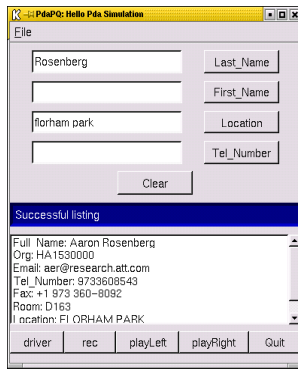 PdaPQ: Hello Pda Simulation
File
Rosenberg Last_Name
First_Name
florham park Location
Tel_Number
Clear
Successful listing
Full_Name: Aaron Rosenberg
Org: HA1530000
Email: aer@research.att.com
Tel_Number: 9733608543
Fax: +1 973 360-8092
Room: D163
Location: FLORHAM PARK
driver rec playLeft playRight Quit